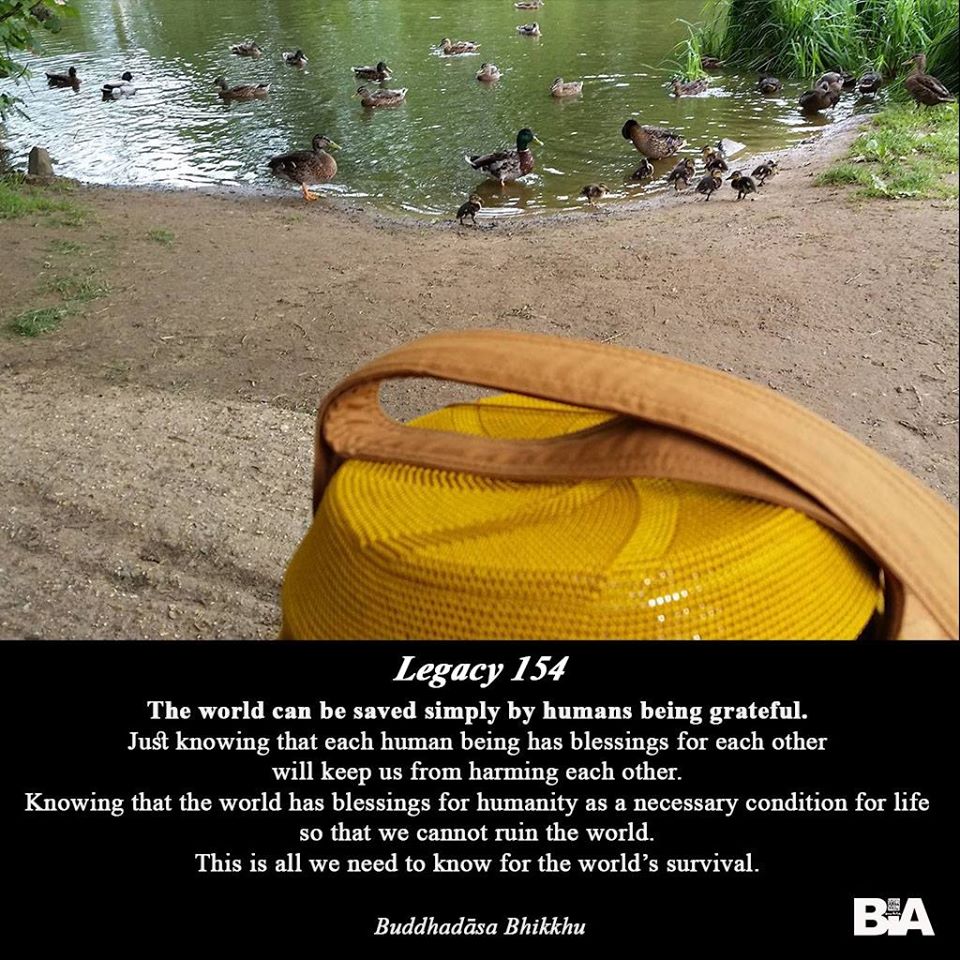 Legacy 154
The world can be saved simply by humans being grateful.
Just knowing that each human being has blessings for each other
will keep us from harming each other.
Knowing that the world has blessings for humanity as a necessary condition for life
so that we cannot ruin the world.
This is all we need to know for the world's survival.
Buddhadāsa Bhikkhu
BIA